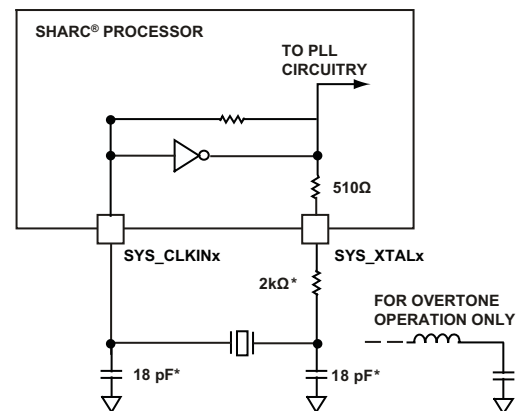 SHARC® PROCESSOR
TO PLL
CIRCUITRY
510Ω
SYS_CLKINx
SYS_XTALx
2kΩ*
FOR OVERTONE
OPERATION ONLY
18 pF*
18 pF*